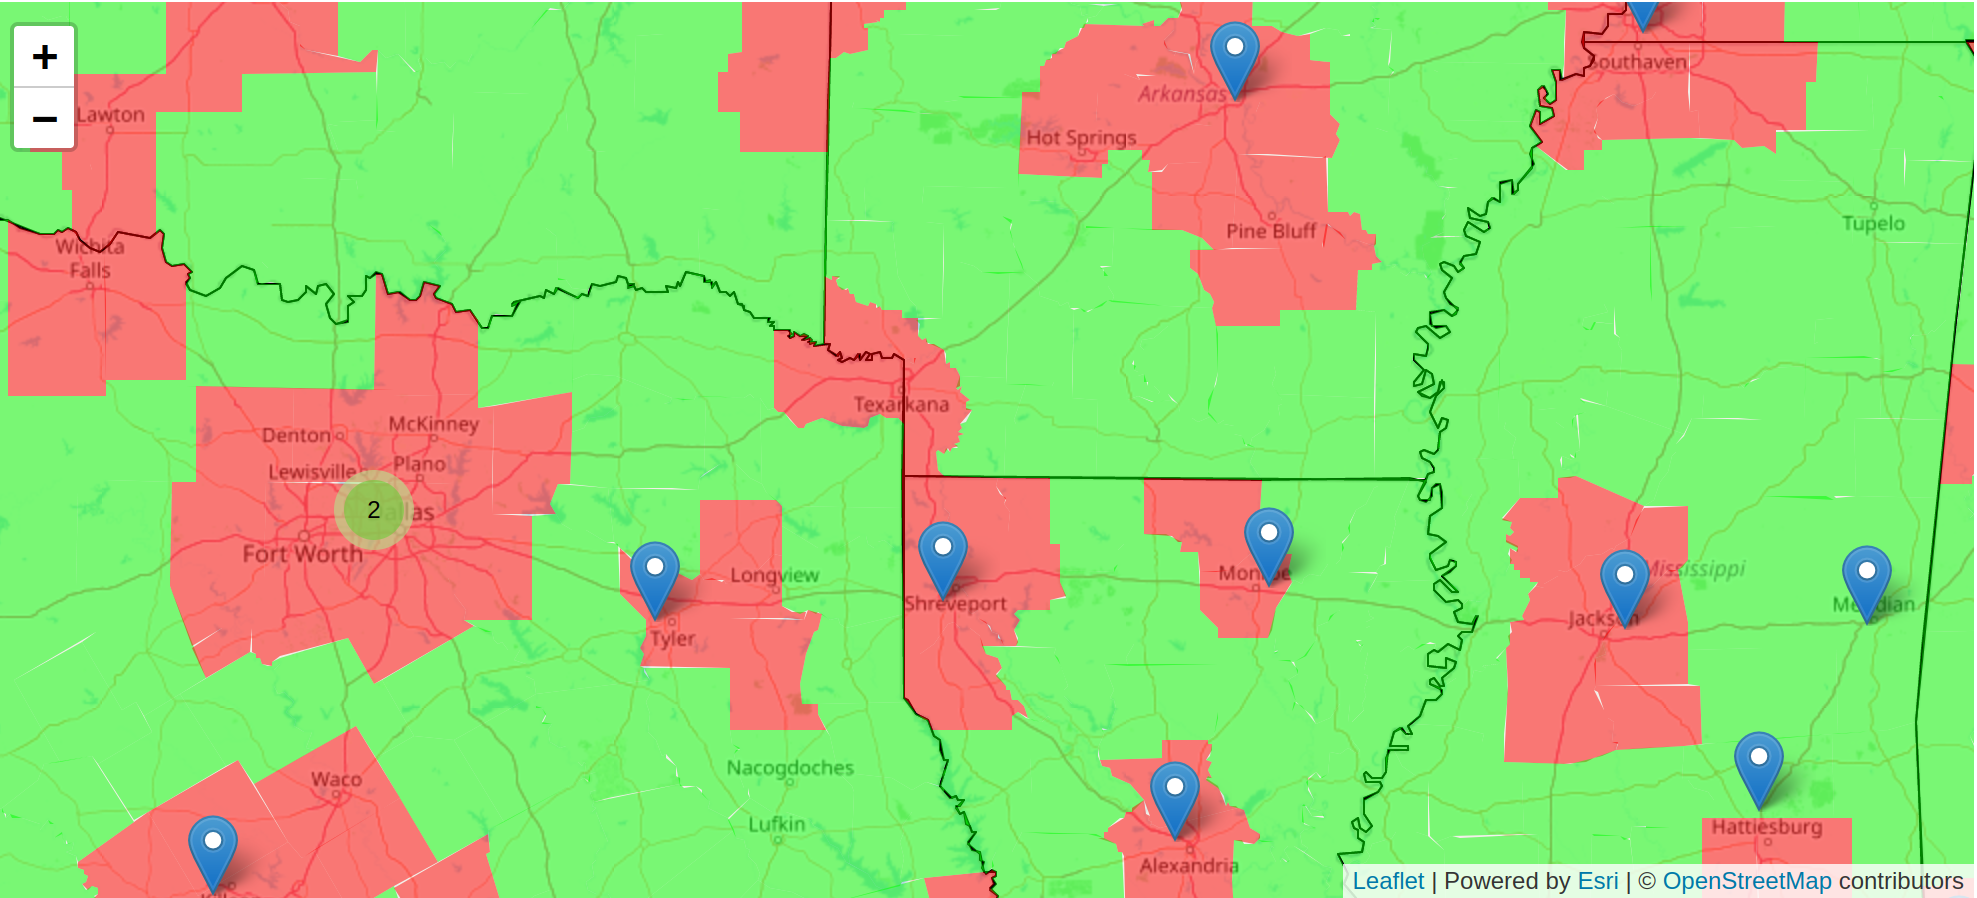 +
−
Lawton
Arkansas
Hot Springs
Southaven
Pine Bluff
Tupelo
Wichita
Falls
Texarkana
McKinney
Denton
Plano
Lewisville
2
Dallas
Fort Worth
Longview
Tyler
Shreveport
Monroe
Mississippi
Jackson
Meridian
Waco
Nacogdoches
Lufkin
Hattiesburg
Alexandria
Leaflet | Powered by Esri | © OpenStreetMap contributors